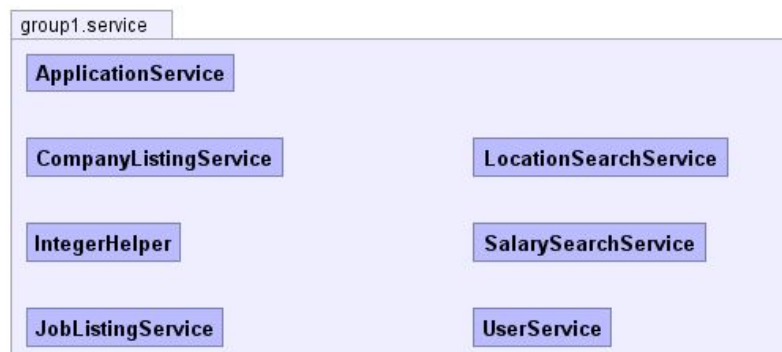 group1.service
ApplicationService
CompanyListingService
LocationSearchService
IntegerHelper
SalarySearchService
JobListingService
UserService